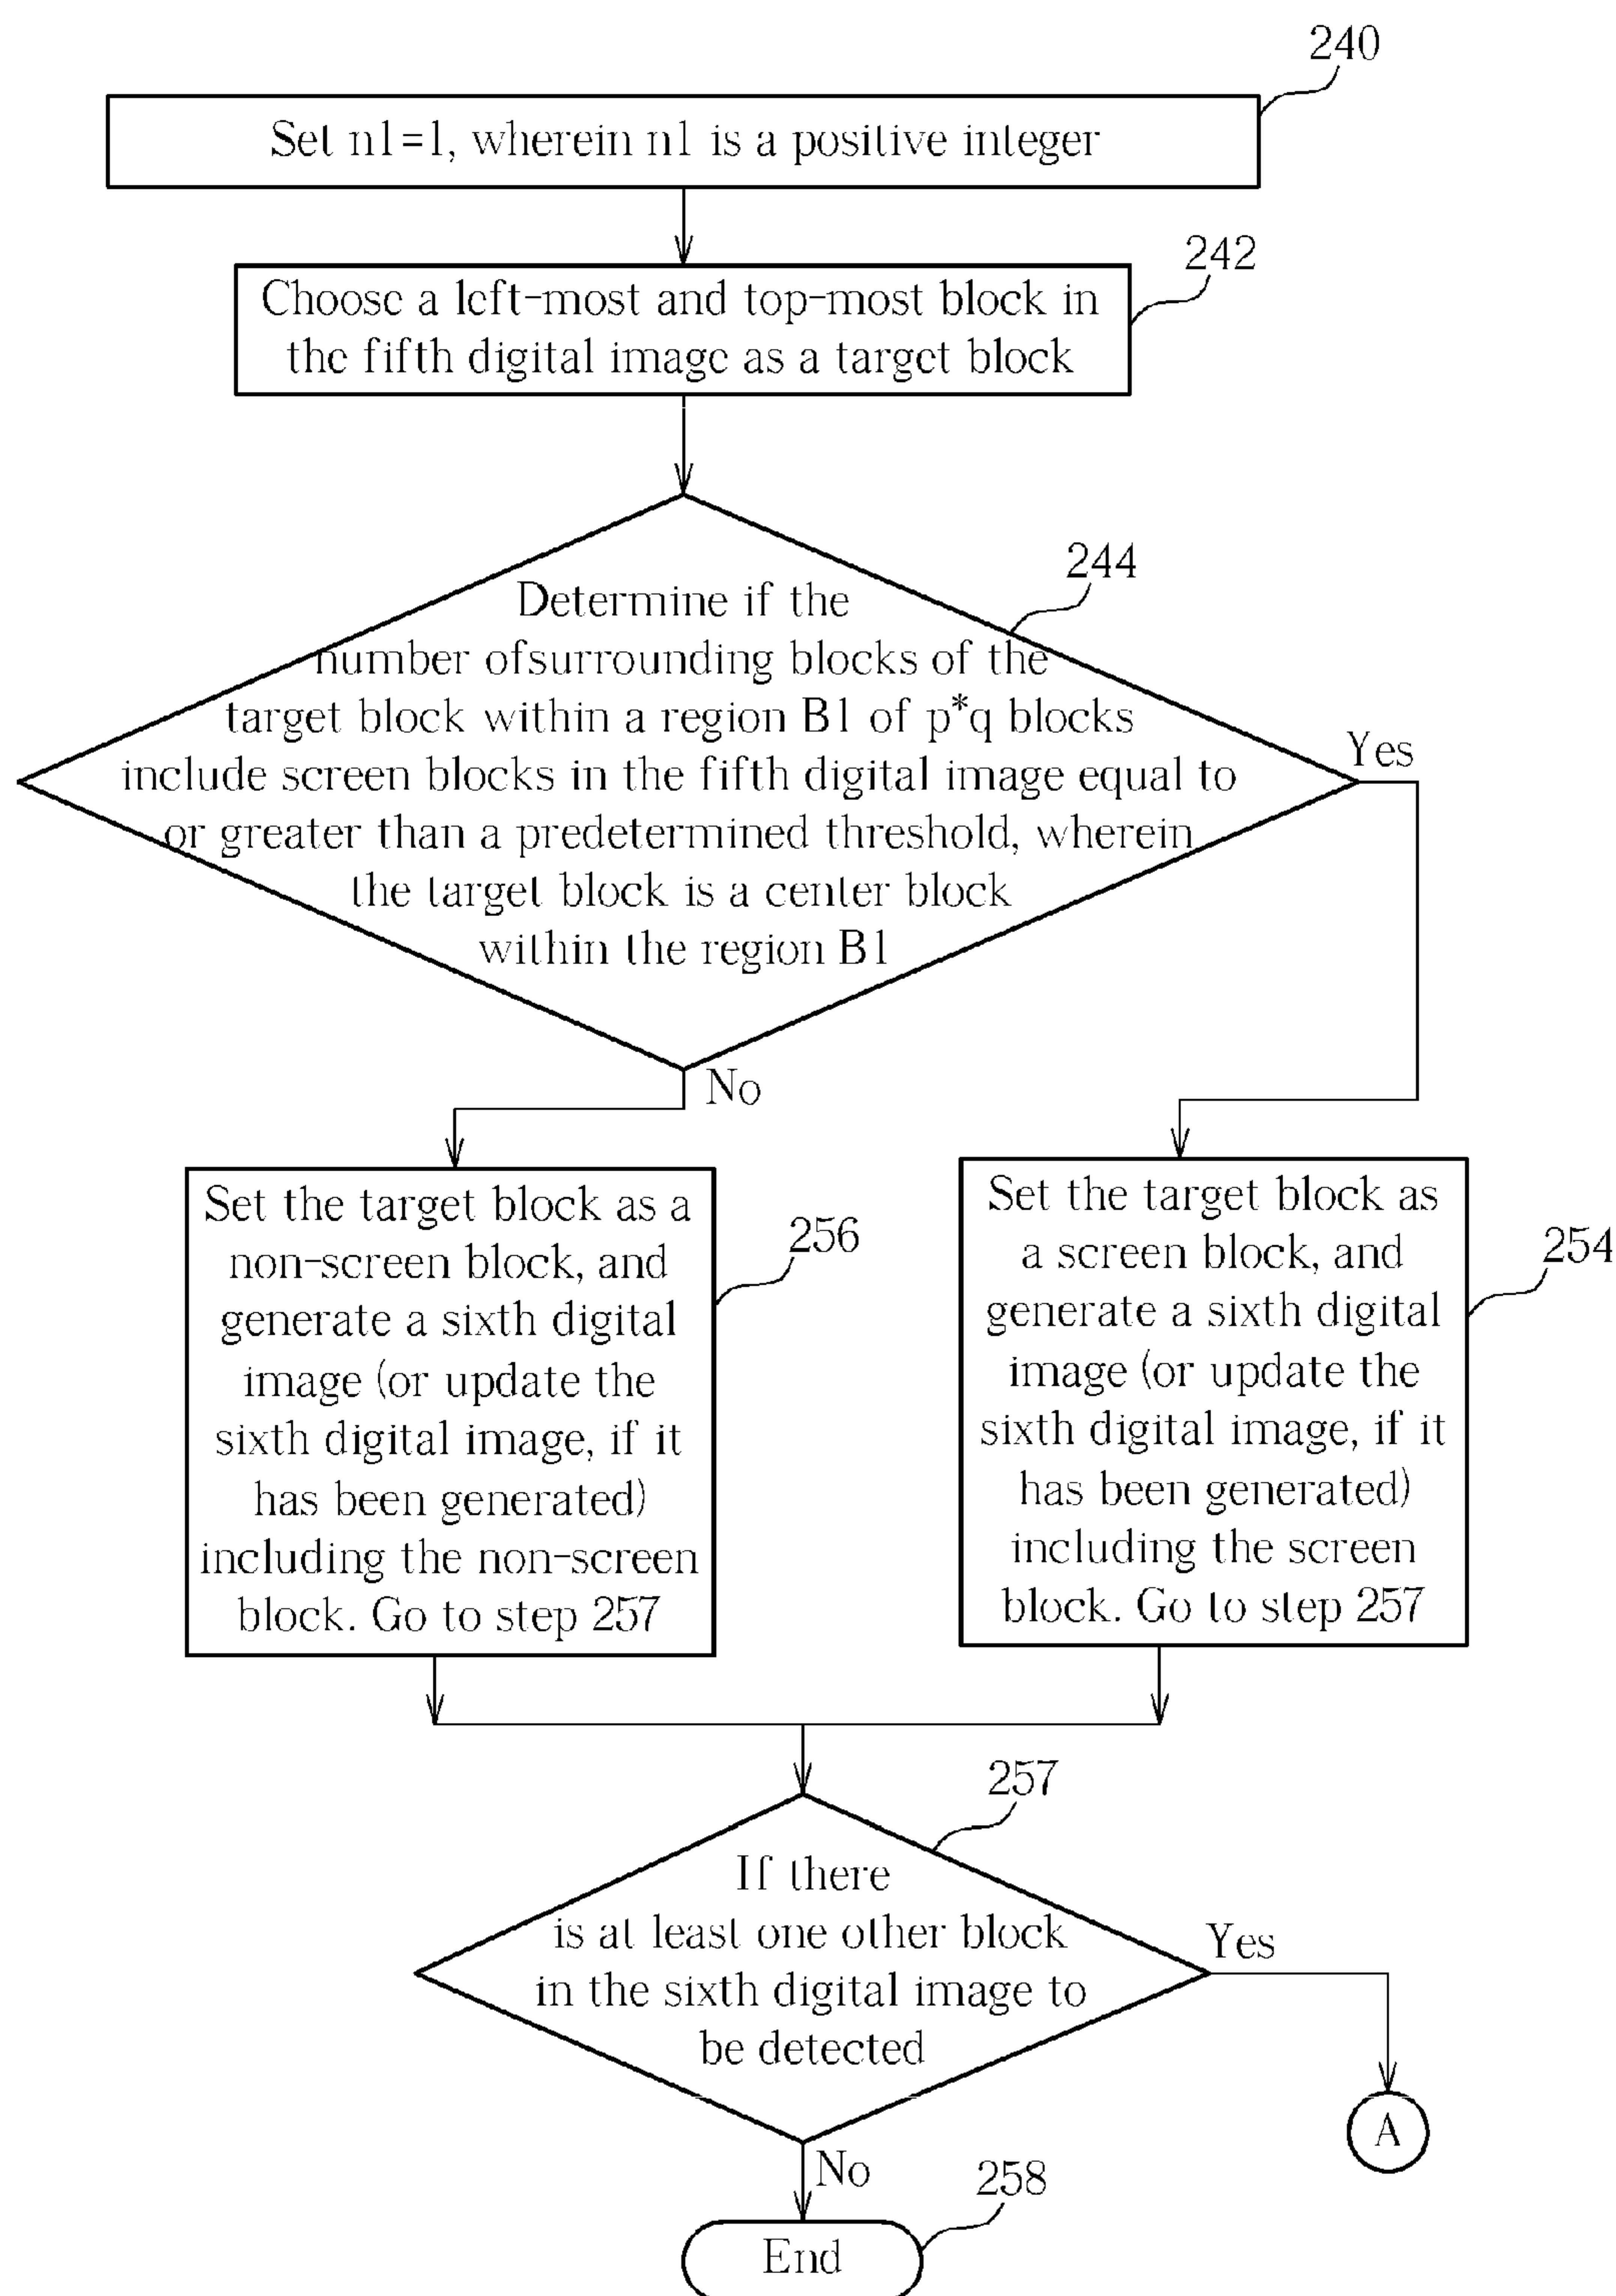 240
Set n1=1, wherein n1 is a positive integer
242
Choose a left-most and top-most block in
the fifth digital image as a target block
244
Determine if the
number ofsurrounding blocks of the
target block within a region B1 of p*q blocks
include screen blocks in the fifth digital image equal to
or greater than a predetermined threshold, wherein
the target block is a center block
within the region B1
Yes
No
Set the target block as a
non-screen block, and
generate a sixth digital
image (or update the
sixth digital image, if it
has been generated)
including the non-screen
block. Go to step 257
256
Set the target block as
a screen block, and
generate a sixth digital
image (or update the
sixth digital image, if it
has been generated)
including the screen
block. Go to step 257
254
257
If there
is at least one other block
in the sixth digital image to
be detected
Yes
A
No
258
End